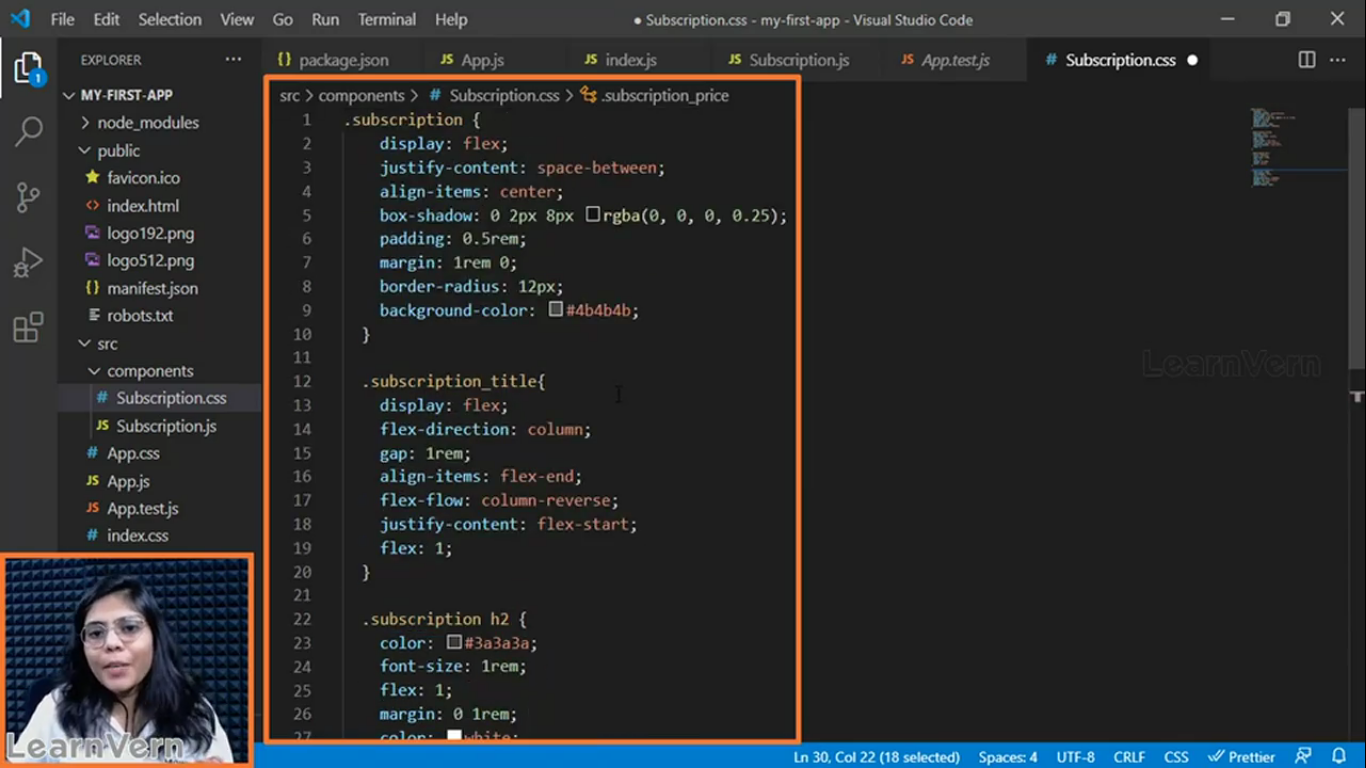 File Edit Selection View Go Run Terminal Help
● Subscription.css - my-first-app - Visual Studio Code
EXPLORER ...
{} package.json
JS App.js
JS index.js
JS Subscription.js
JS App.test.js
# Subscription.css ●
MY-FIRST-APP
node_modules
public
favicon.ico
<> index.html
logo192.png
logo512.png
{} manifest.json
robots.txt
src
components
# Subscription.css
JS Subscription.js
# App.css
JS App.js
JS App.test.js
# index.css
1
src > components > # Subscription.css > .subscription_price
1 .subscription {
2 display: flex;
3 justify-content: space-between;
4 align-items: center;
5 box-shadow: 0 2px 8px rgba(0, 0, 0, 0.25);
6 padding: 0.5rem;
7 margin: 1rem 0;
8 border-radius: 12px;
9 background-color: #4b4b4b;
10 }
11
12 .subscription_title{
13 display: flex;
14 flex-direction: column;
15 gap: 1rem;
16 align-items: flex-end;
17 flex-flow: column-reverse;
18 justify-content: flex-start;
19 flex: 1;
20 }
21
22 .subscription h2 {
23 color: #3a3a3a;
24 font-size: 1rem;
25 flex: 1;
26 margin: 0 1rem;
27 color: white;
LearnVern
LearnVern
Ln 30, Col 22 (18 selected) Spaces: 4 UTF-8 CRLF CSS Prettier